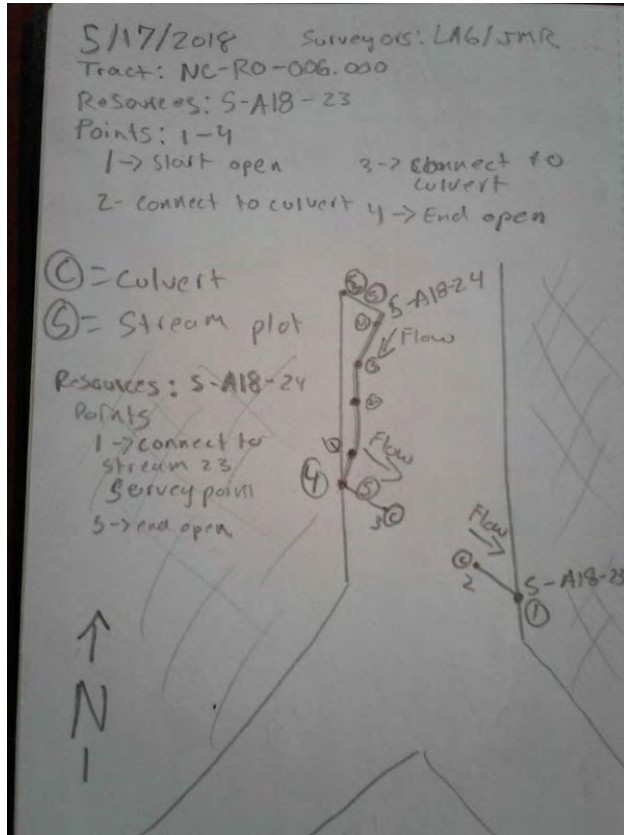 5/17/2018 Surveyors: LAG/JMR
Tract: NC-RO-006.000
Resources: S-A18-23
Points: 1-4
1-> Start open
2- connect to culvert
3-> connect to
culvert
4-> End open
C = Culvert
S = Stream plot
Resources: S-A18-24
Points
1-> connect to
stream 23
Servey point
5-> end open
N
S-A18-24
Flow
4
Flow
S
3 C
Flow
C
2
S-A18-23
1